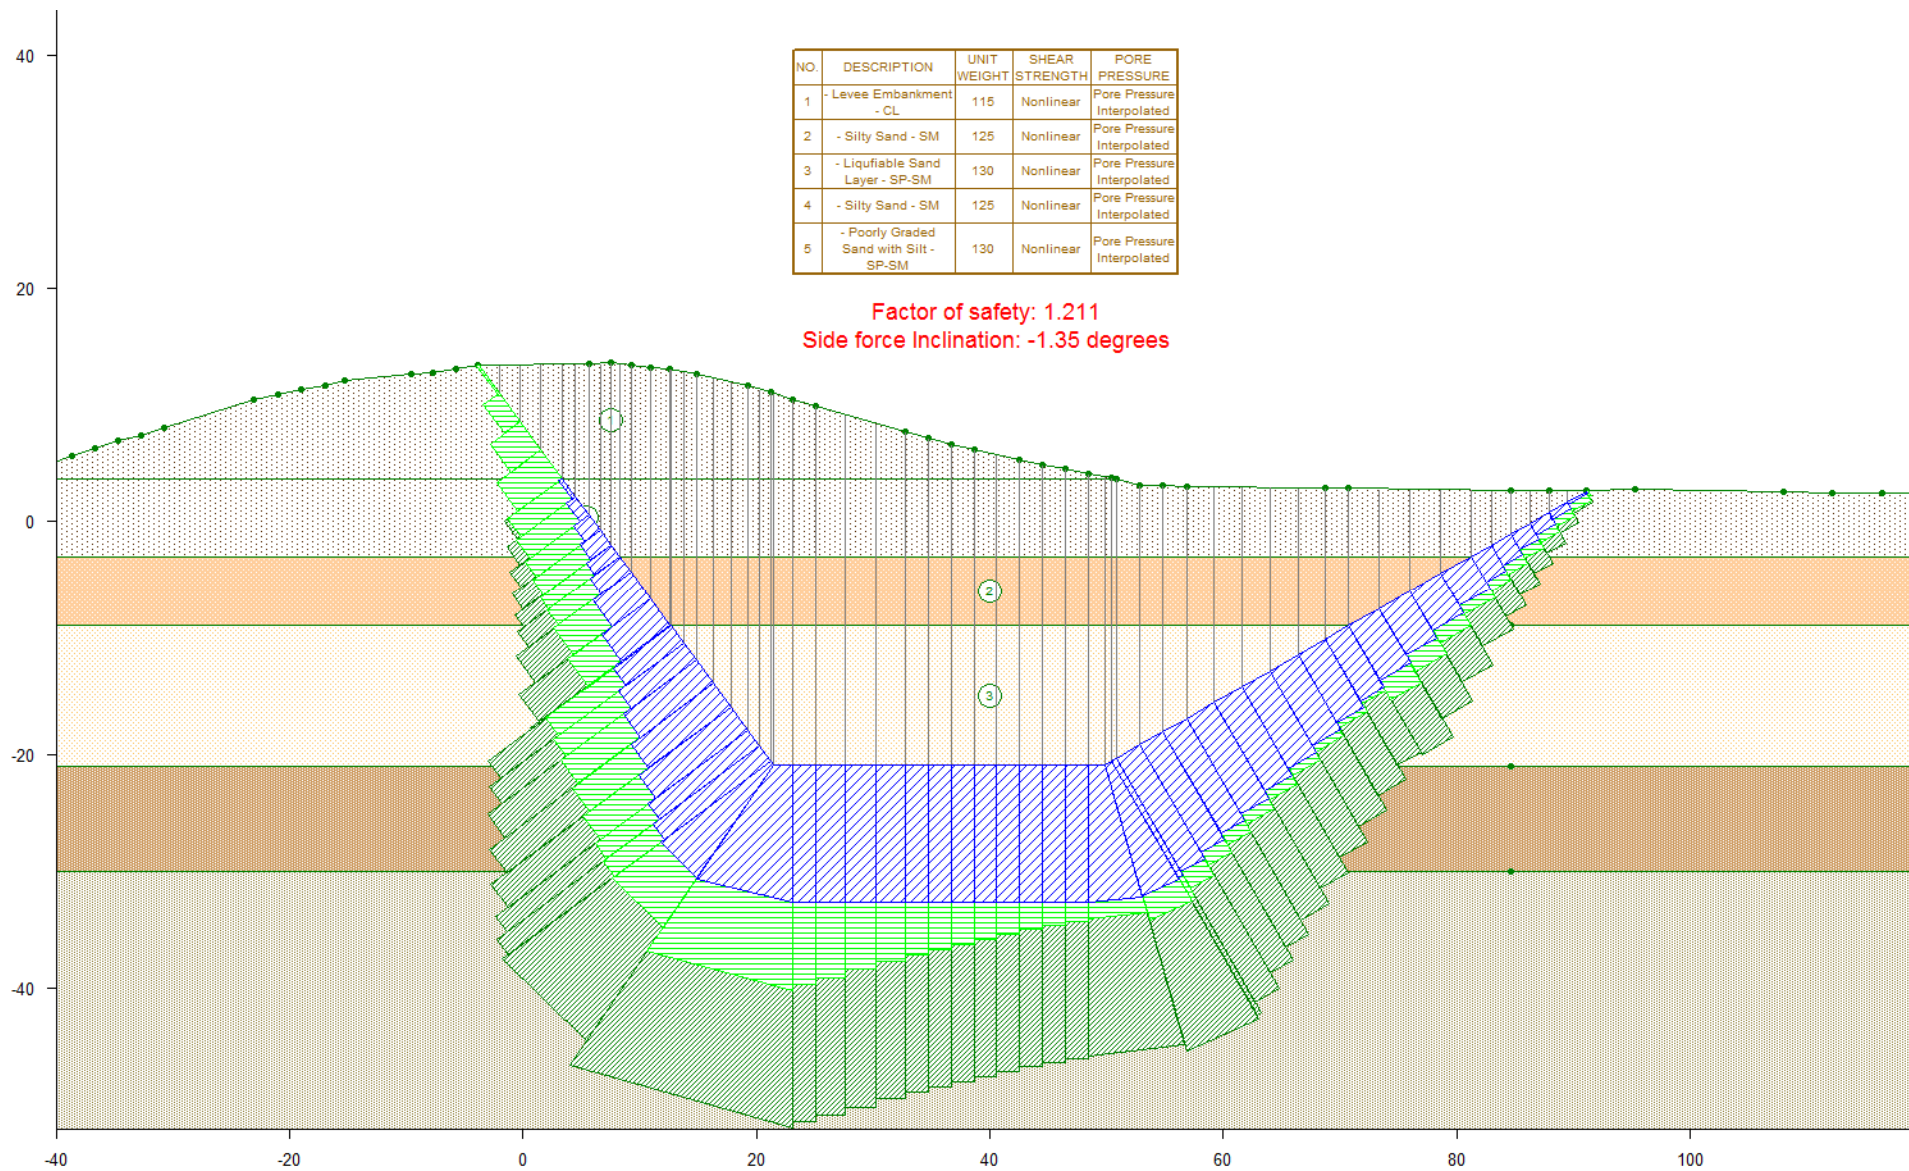 40
20
0
-20
-40
NO. DESCRIPTION UNIT WEIGHT SHEAR STRENGTH PORE PRESSURE
1 - Levee Embankment - CL 115 Nonlinear Pore Pressure Interpolated
2 - Silty Sand - SM 125 Nonlinear Pore Pressure Interpolated
3 - Liqufiable Sand Layer - SP-SM 130 Nonlinear Pore Pressure Interpolated
4 - Silty Sand - SM 125 Nonlinear Pore Pressure Interpolated
5 - Poorly Graded Sand with Silt - SP-SM 130 Nonlinear Pore Pressure Interpolated
Factor of safety: 1.211
Side force Inclination: -1.35 degrees
1
2
3
-40 -20 0 20 40 60 80 100